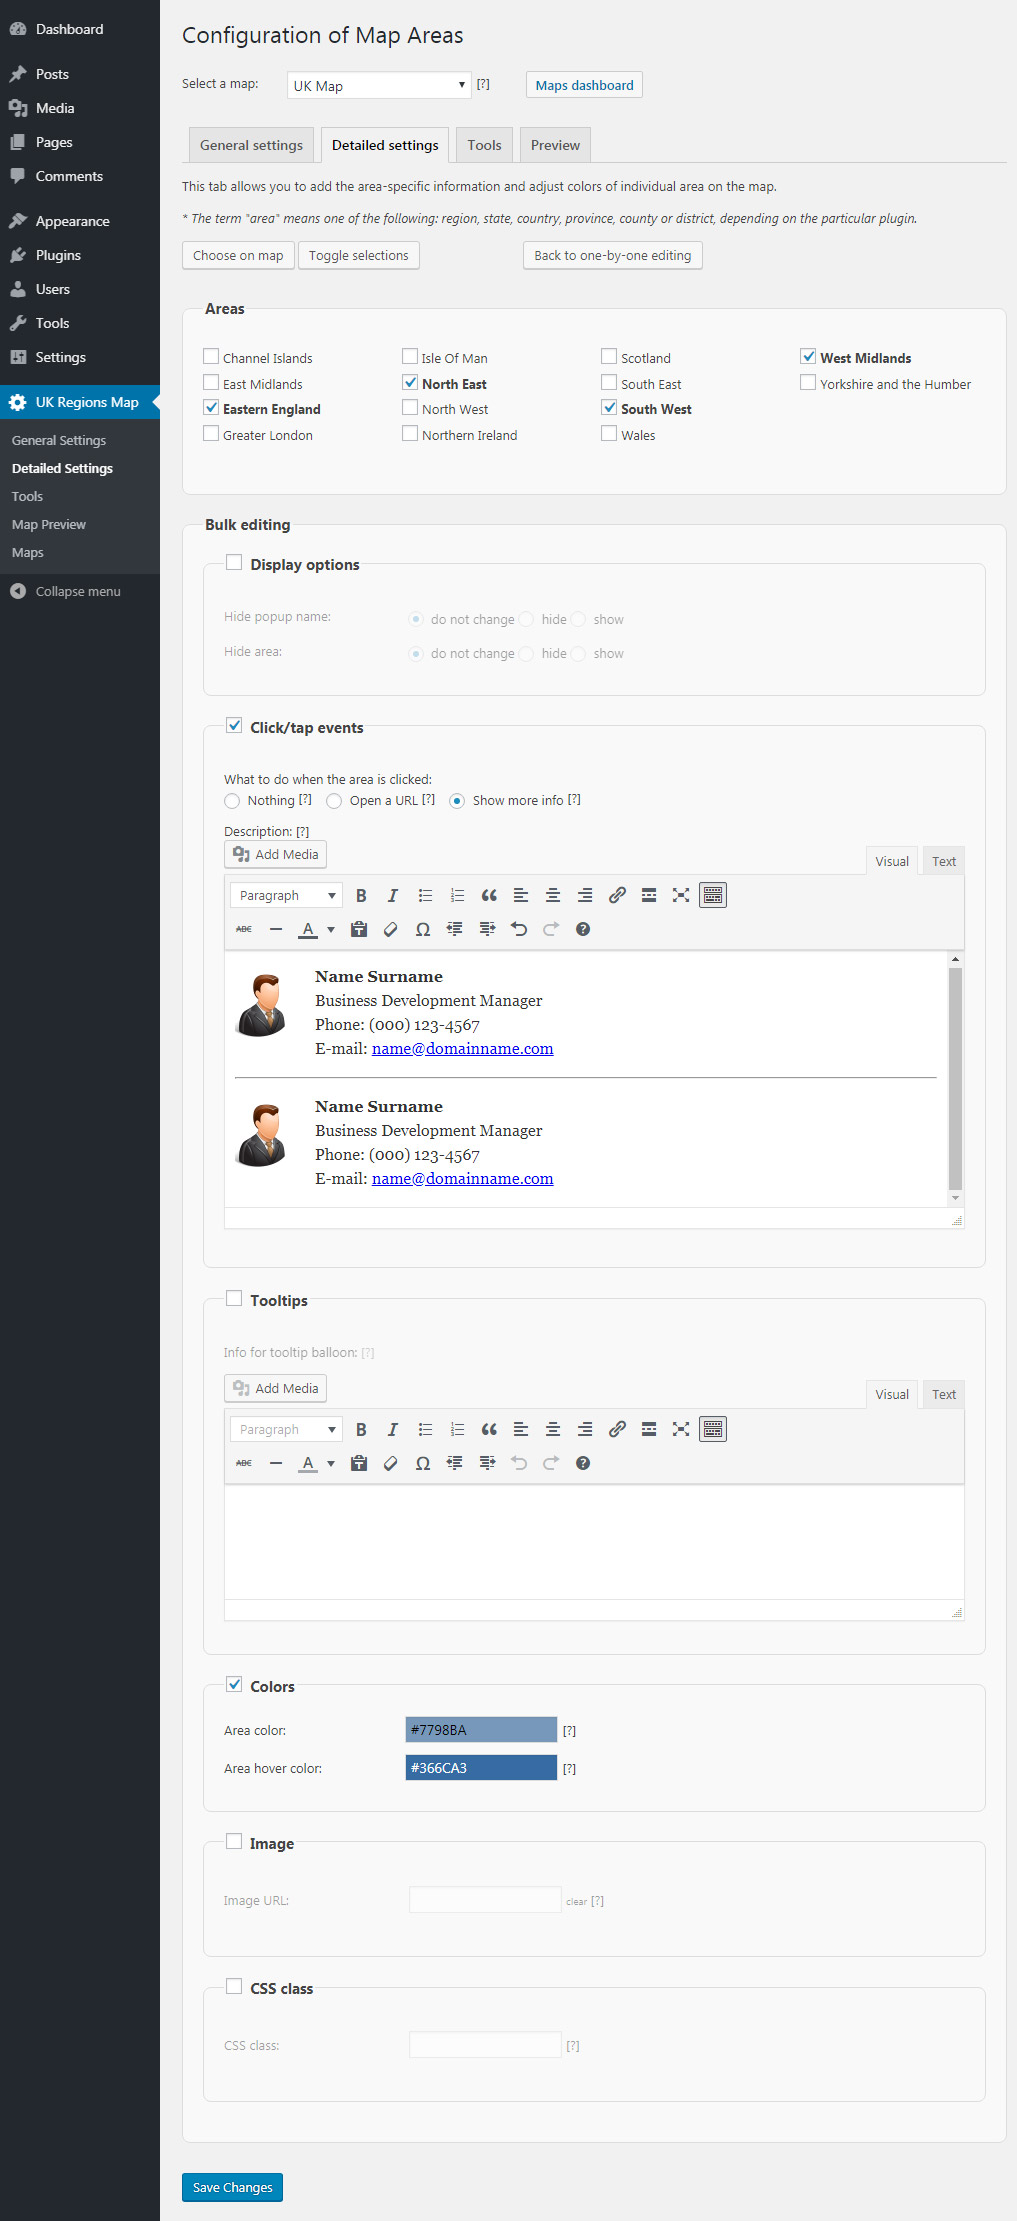 Dashboard
Posts
Media
Pages
Comments
Appearance
Plugins
Users
Tools
Settings
UK Regions Map
General Settings
Detailed Settings
Tools
Map Preview
Maps
Collapse menu
Configuration of Map Areas
Select a map: UK Map [?] Maps dashboard
General settings Detailed settings Tools Preview
This tab allows you to add the area-specific information and adjust colors of individual area on the map.
* The term "area" means one of the following: region, state, country, province, county or district, depending on the particular plugin.
Choose on map Toggle selections Back to one-by-one editing
Areas
Channel Islands Isle Of Man Scotland West Midlands
East Midlands North East South East Yorkshire and the Humber
Eastern England North West South West
Greater London Northern Ireland Wales
Bulk editing
Display options
Hide popup name: do not change hide show
Hide area: do not change hide show
Click/tap events
What to do when the area is clicked:
Nothing [?] Open a URL [?] Show more info [?]
Description: [?]
Add Media Visual Text
Paragraph B I
ABC A Ω
Name Surname
Business Development Manager
Phone: (000) 123-4567
E-mail: name@domainname.com
Name Surname
Business Development Manager
Phone: (000) 123-4567
E-mail: name@domainname.com
Tooltips
Info for tooltip balloon: [?]
Add Media Visual Text
Paragraph B I
ABC A Ω
Colors
Area color: #7798BA [?]
Area hover color: #366CA3 [?]
Image
Image URL: clear [?]
CSS class
CSS class: [?]
Save Changes